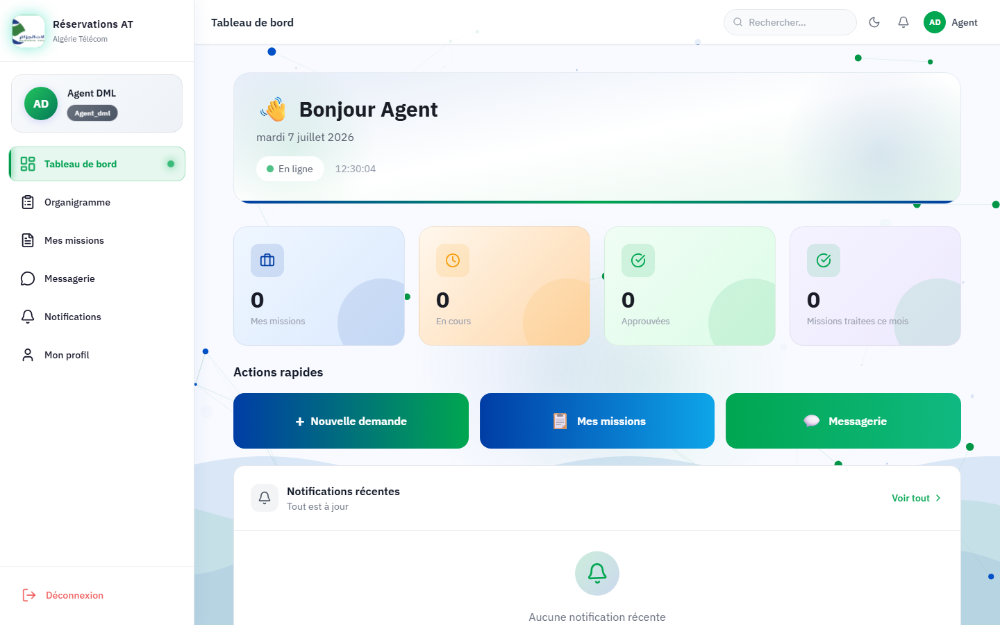 Réservations AT
Algérie Télécom
AD
Agent DML
Agent_dml
Tableau de bord
Organigramme
Mes missions
Messagerie
Notifications
Mon profil
Déconnexion
Tableau de bord
Rechercher...
AD
Agent
Bonjour Agent
mardi 7 juillet 2026
En ligne
12:30:04
0
Mes missions
0
En cours
0
Approuvées
0
Missions traitees ce mois
Actions rapides
+ Nouvelle demande
Mes missions
Messagerie
Notifications récentes
Tout est à jour
Voir tout
Aucune notification récente